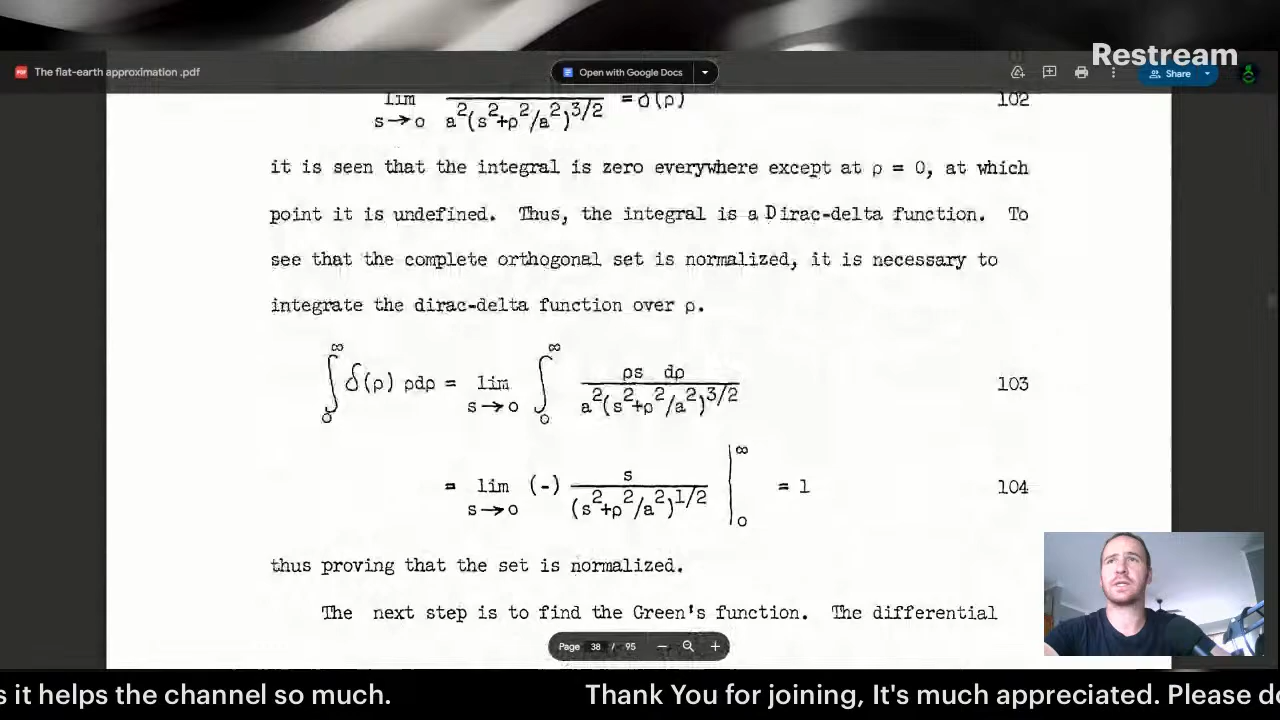 Restream
The flat-earth approximation .pdf
Open with Google Docs
Share
lim s→0 a²(s²+ρ²/a²)^3/2 = δ(ρ) 102
it is seen that the integral is zero everywhere except at ρ = 0, at which
point it is undefined. Thus, the integral is a Dirac-delta function. To
see that the complete orthogonal set is normalized, it is necessary to
integrate the dirac-delta function over ρ.
∫₀^∞ δ(ρ) ρdρ = lim s→0 ∫₀^∞ ρs dρ / a²(s²+ρ²/a²)^3/2 103
= lim s→0 (-) s / (s²+ρ²/a²)^1/2 |₀^∞ = 1 104
thus proving that the set is normalized.
The next step is to find the Green's function. The differential
Page 38 / 95
s it helps the channel so much. Thank You for joining, It's much appreciated. Please do